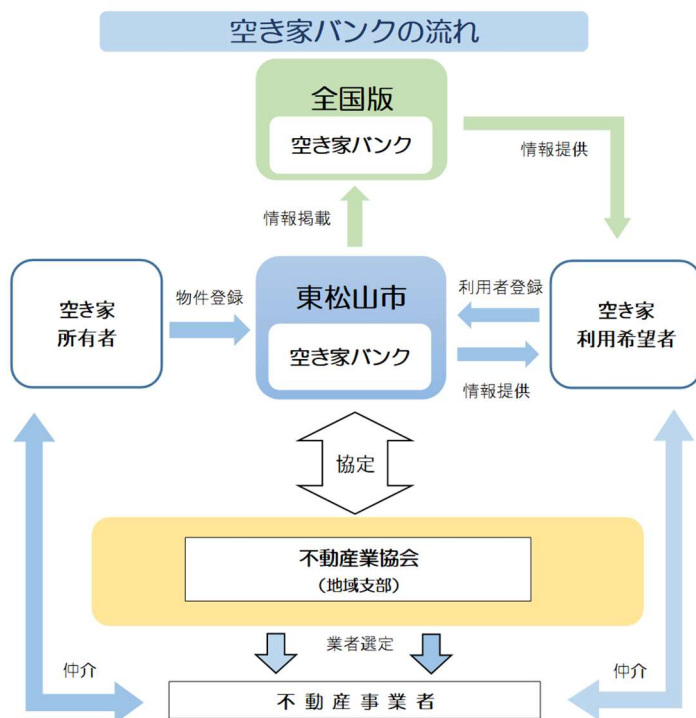 空き家バンクの流れ
全国版
空き家バンク
情報提供
情報掲載
空き家
所有者
物件登録
東松山市
空き家バンク
利用者登録
情報提供
空き家
利用希望者
協定
不動産業協会
（地域支部）
業者選定
仲介
仲介
不動産事業者